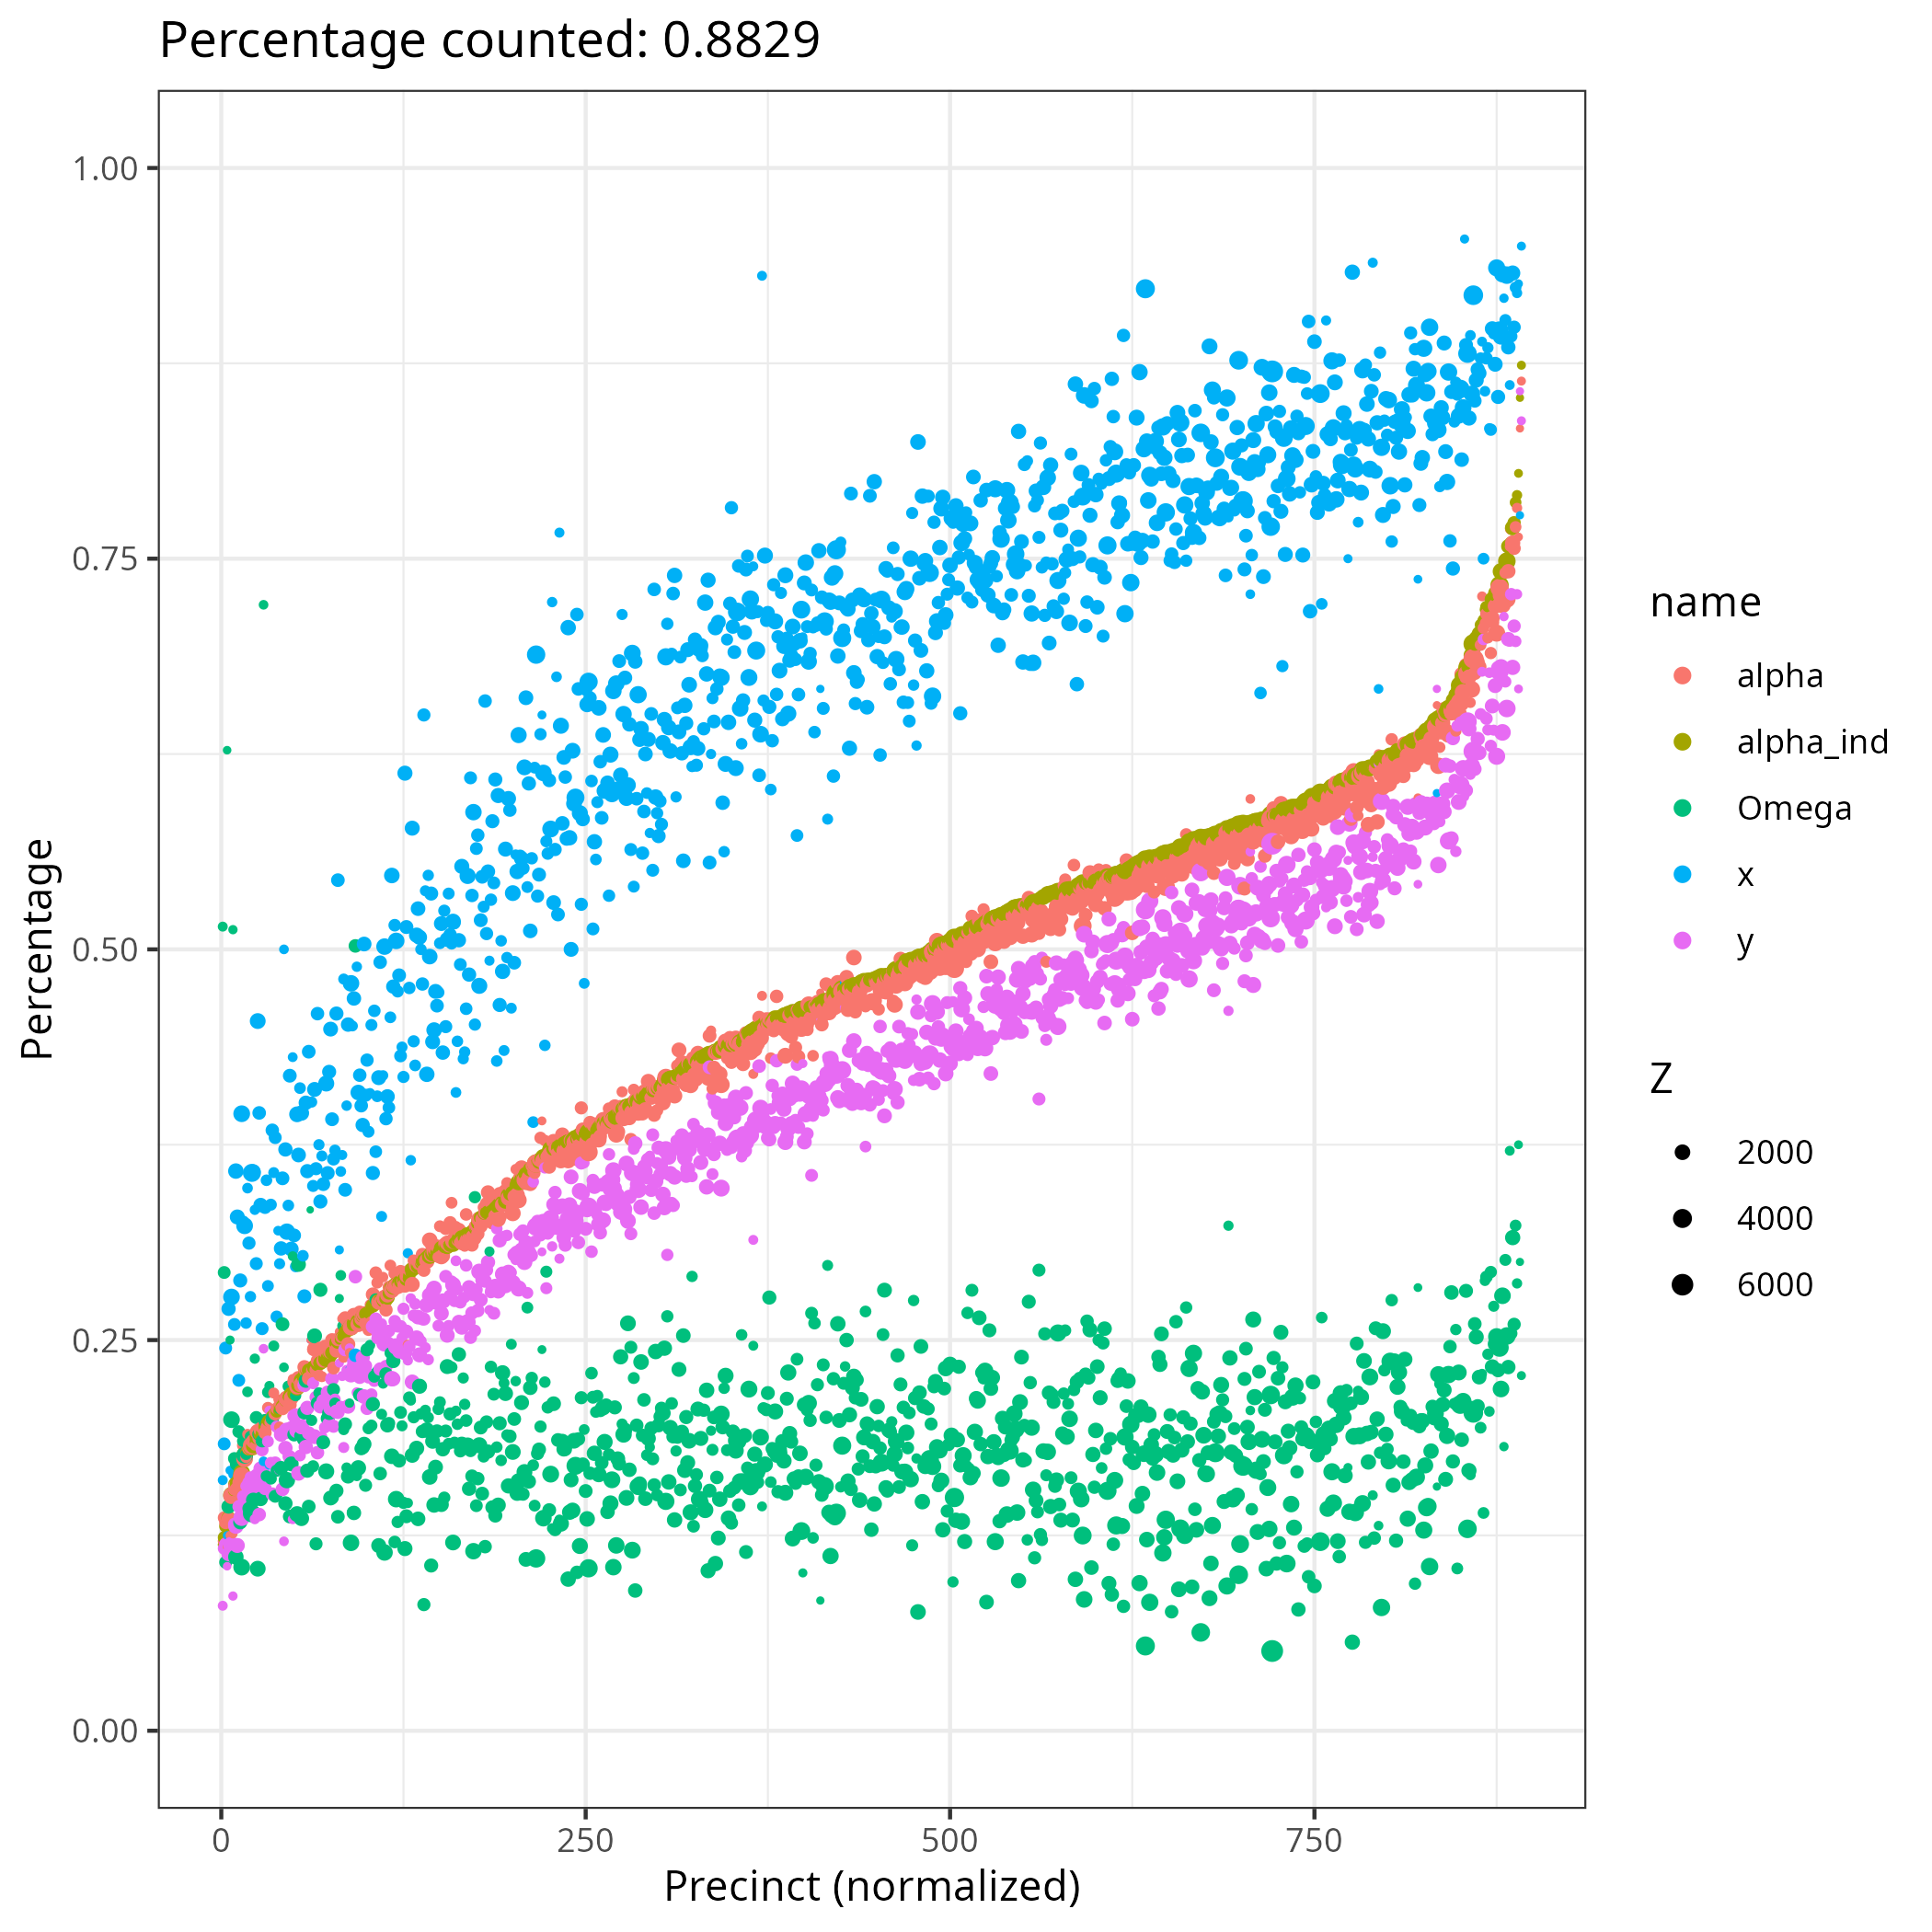 Percentage counted: 0.8829
1.00
0.75
0.50
0.25
0.00
Percentage
0
250
500
750
Precinct (normalized)
name
alpha
alpha_ind
Omega
x
y
Z
2000
4000
6000